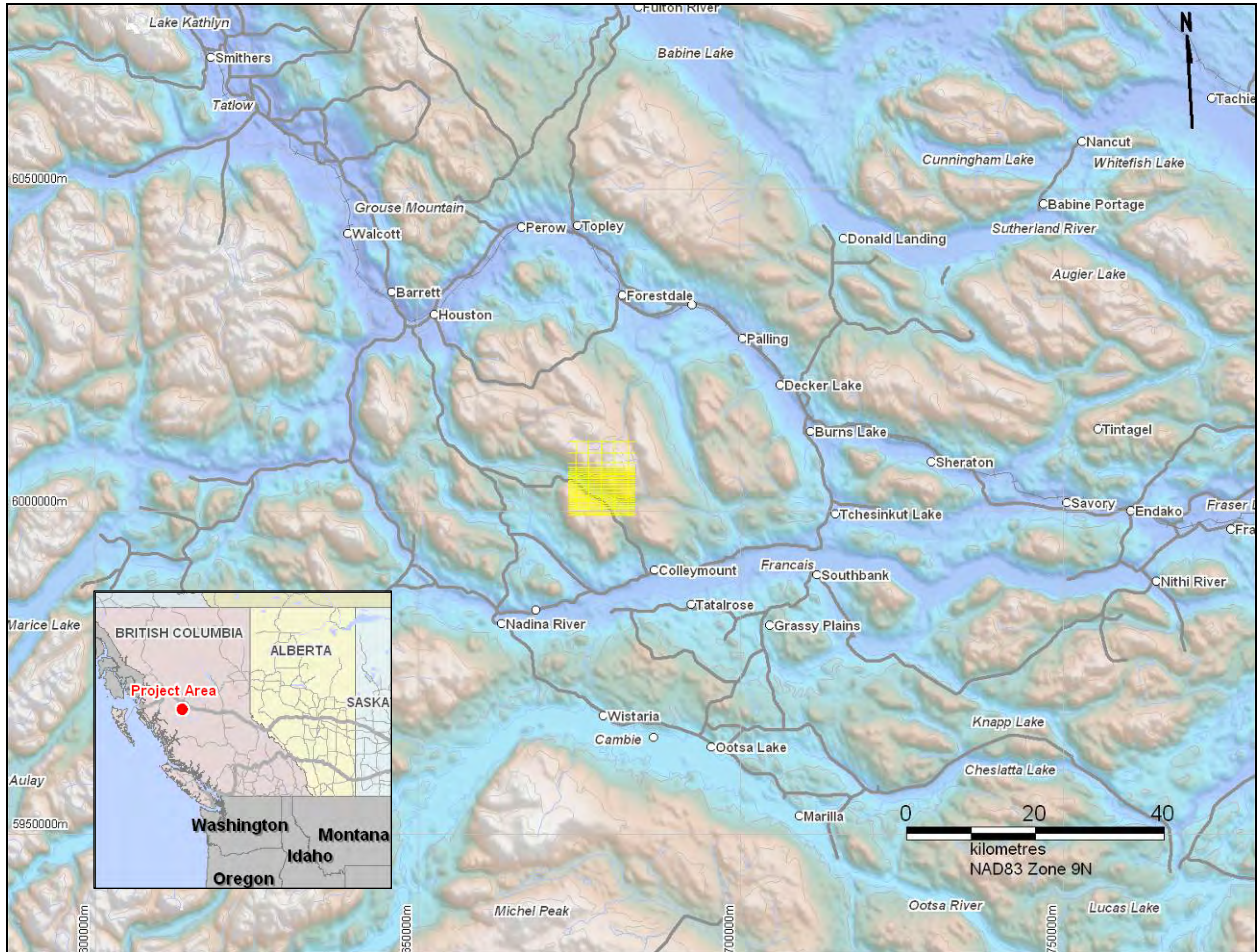 Fulton River
Lake Kathlyn
N
Smithers
Babine Lake
Tatlow
Tachie
Nancut
Cunningham Lake
Whitefish Lake
6050000m
Grouse Mountain
Babine Portage
Walcott
Perow
Topley
Sutherland River
Donald Landing
Augier Lake
Barrett
Forestdale
Houston
Palling
Decker Lake
Burns Lake
Tintagel
Sheraton
6000000m
Savory
Endako
Fraser L
Tchesinkut Lake
Fra
Colleymount
Francais
Southbank
Nithi River
Tatalrose
Marice Lake
Nadina River
Grassy Plains
BRITISH COLUMBIA
ALBERTA
SASKA
Project Area
Wistaria
Knapp Lake
Cambie
Ootsa Lake
Aulay
Cheslatta Lake
0 20 40
Marilla
5950000m
Washington
Montana
kilometres
Idaho
NAD83 Zone 9N
Oregon
Michel Peak
Ootsa River
Lucas Lake